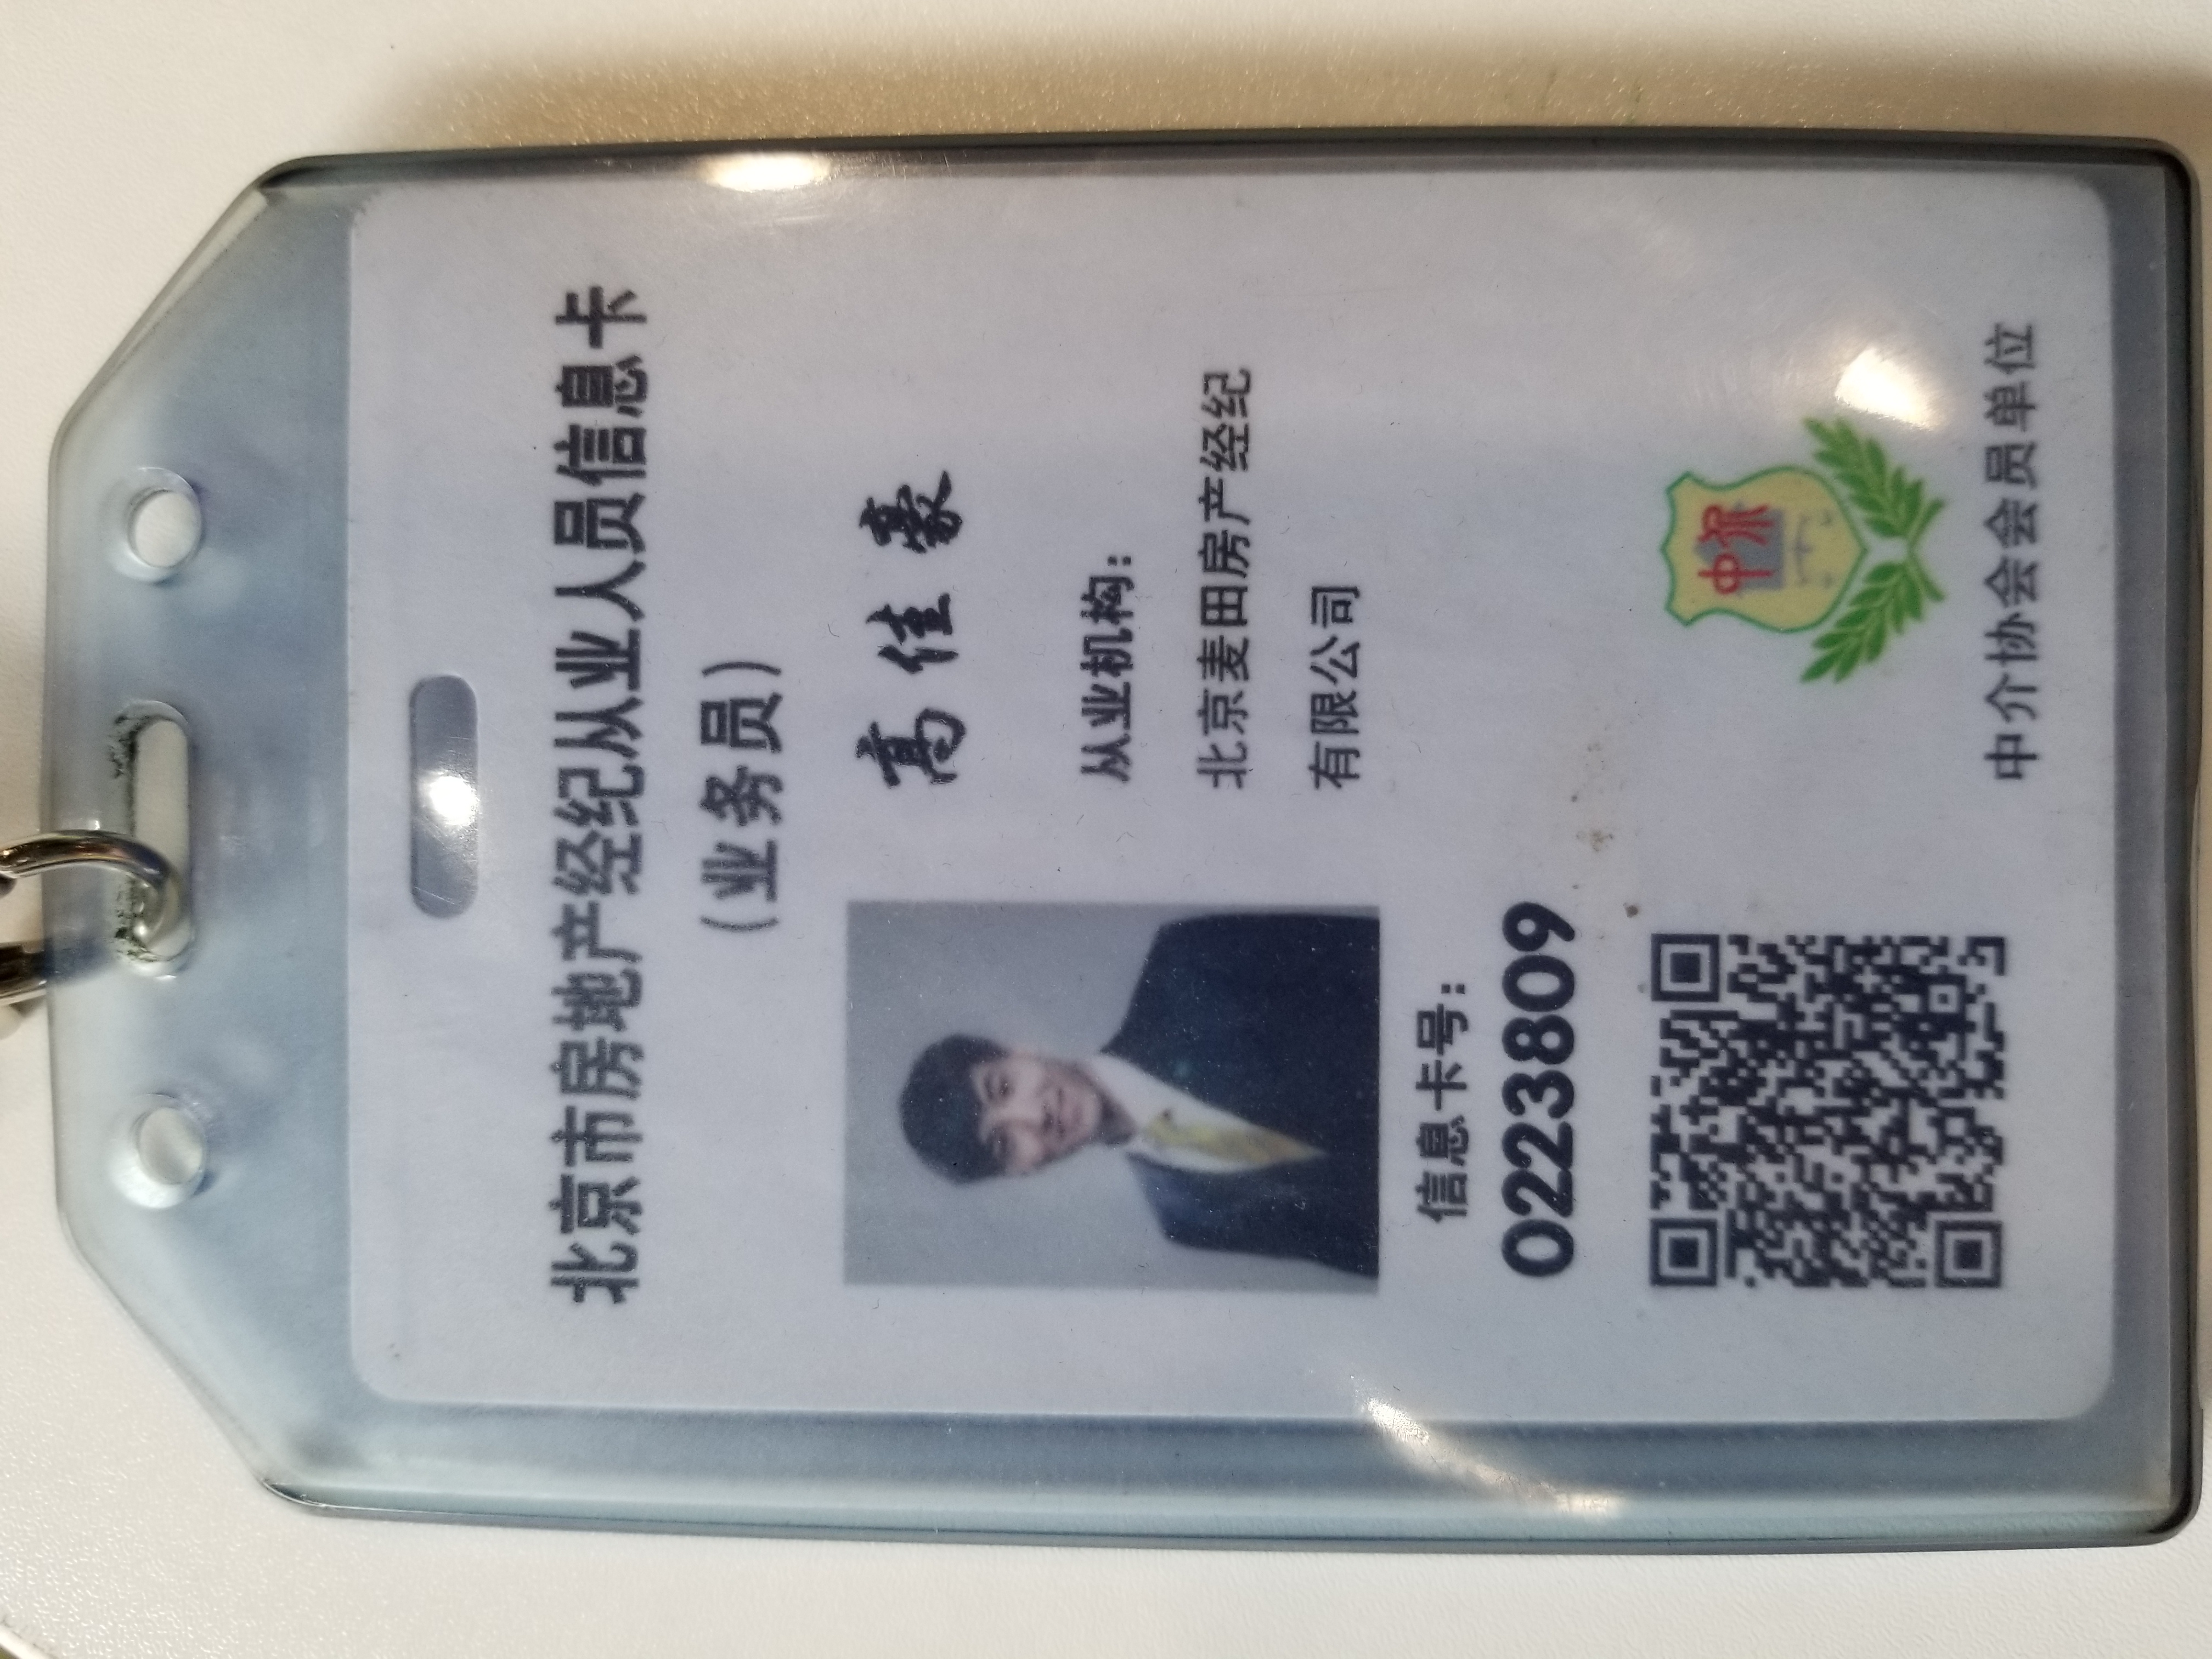 北京市房地产经纪从业人员信息卡
（业务员）
高佳豪
从业机构：
北京麦田房产经纪
有限公司
信息卡号：
0223809
中介
中介协会会员单位